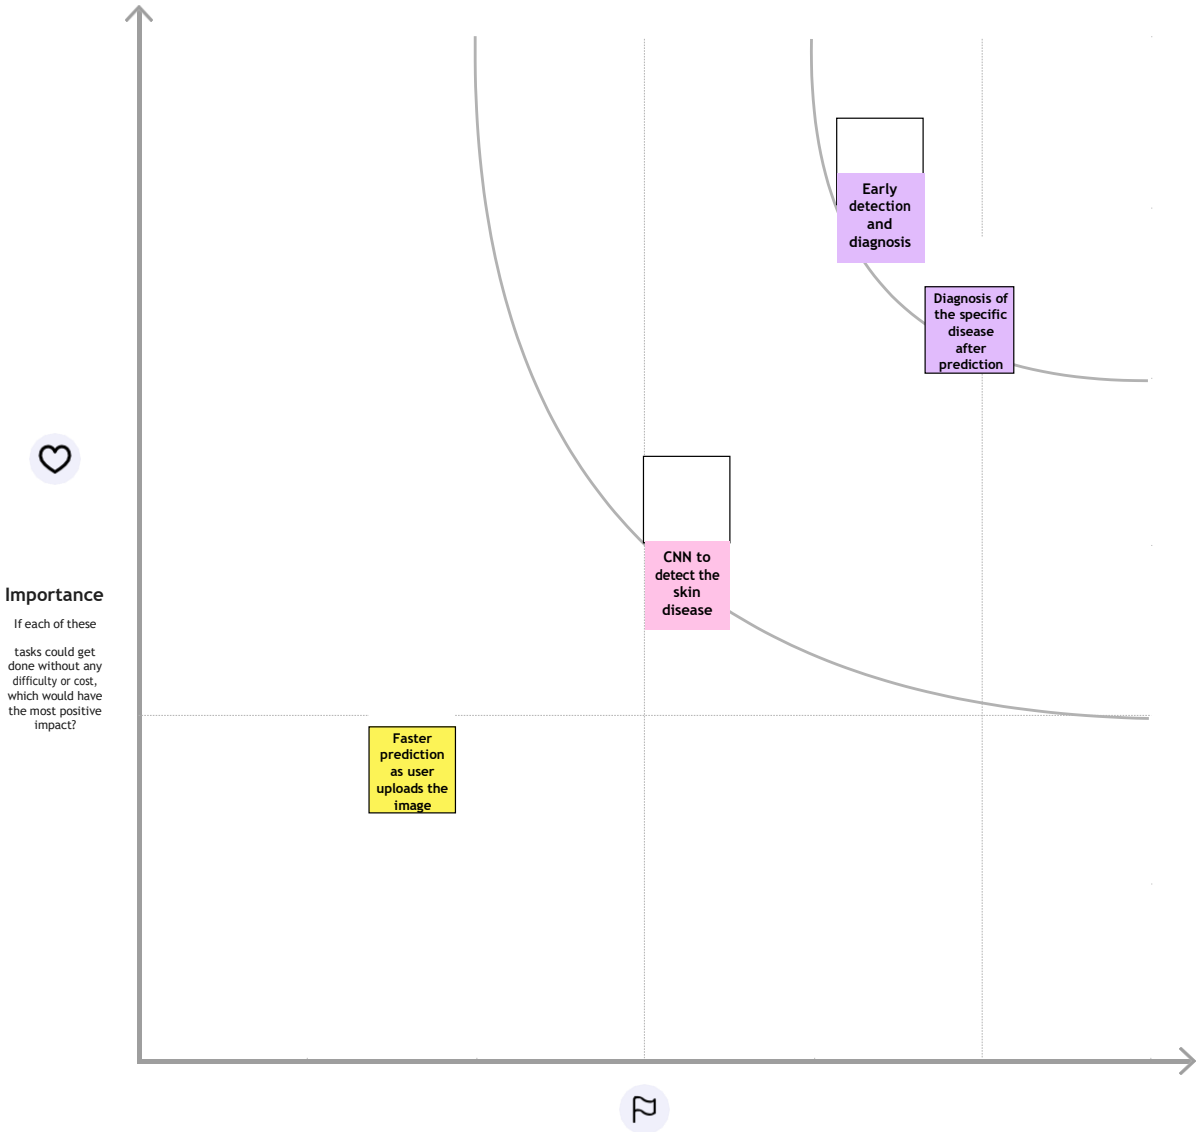 Early
detection
and
diagnosis
Diagnosis of
the specific
disease
after
prediction
CNN to
detect the
skin
disease
Importance
If each of these
tasks could get
done without any
difficulty or cost,
which would have
the most positive
impact?
Faster
prediction
as user
uploads the
image